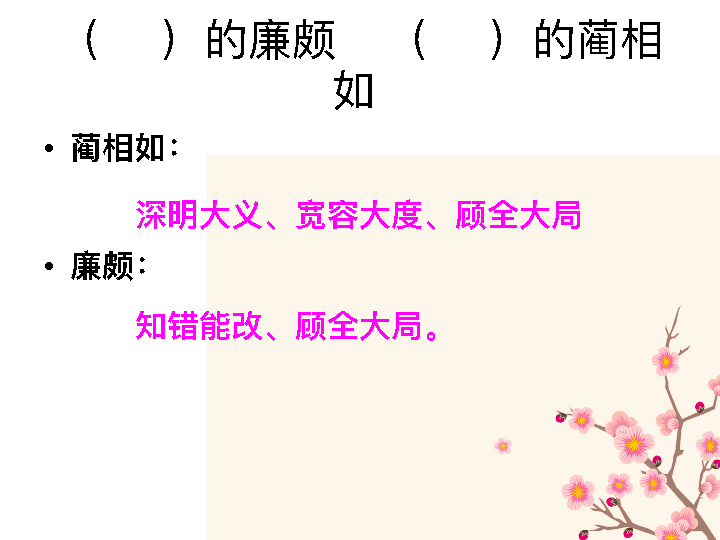 （　）的廉颇　（　）的蔺相
如
• 蔺相如：
深明大义、宽容大度、顾全大局
• 廉颇：
知错能改、顾全大局。